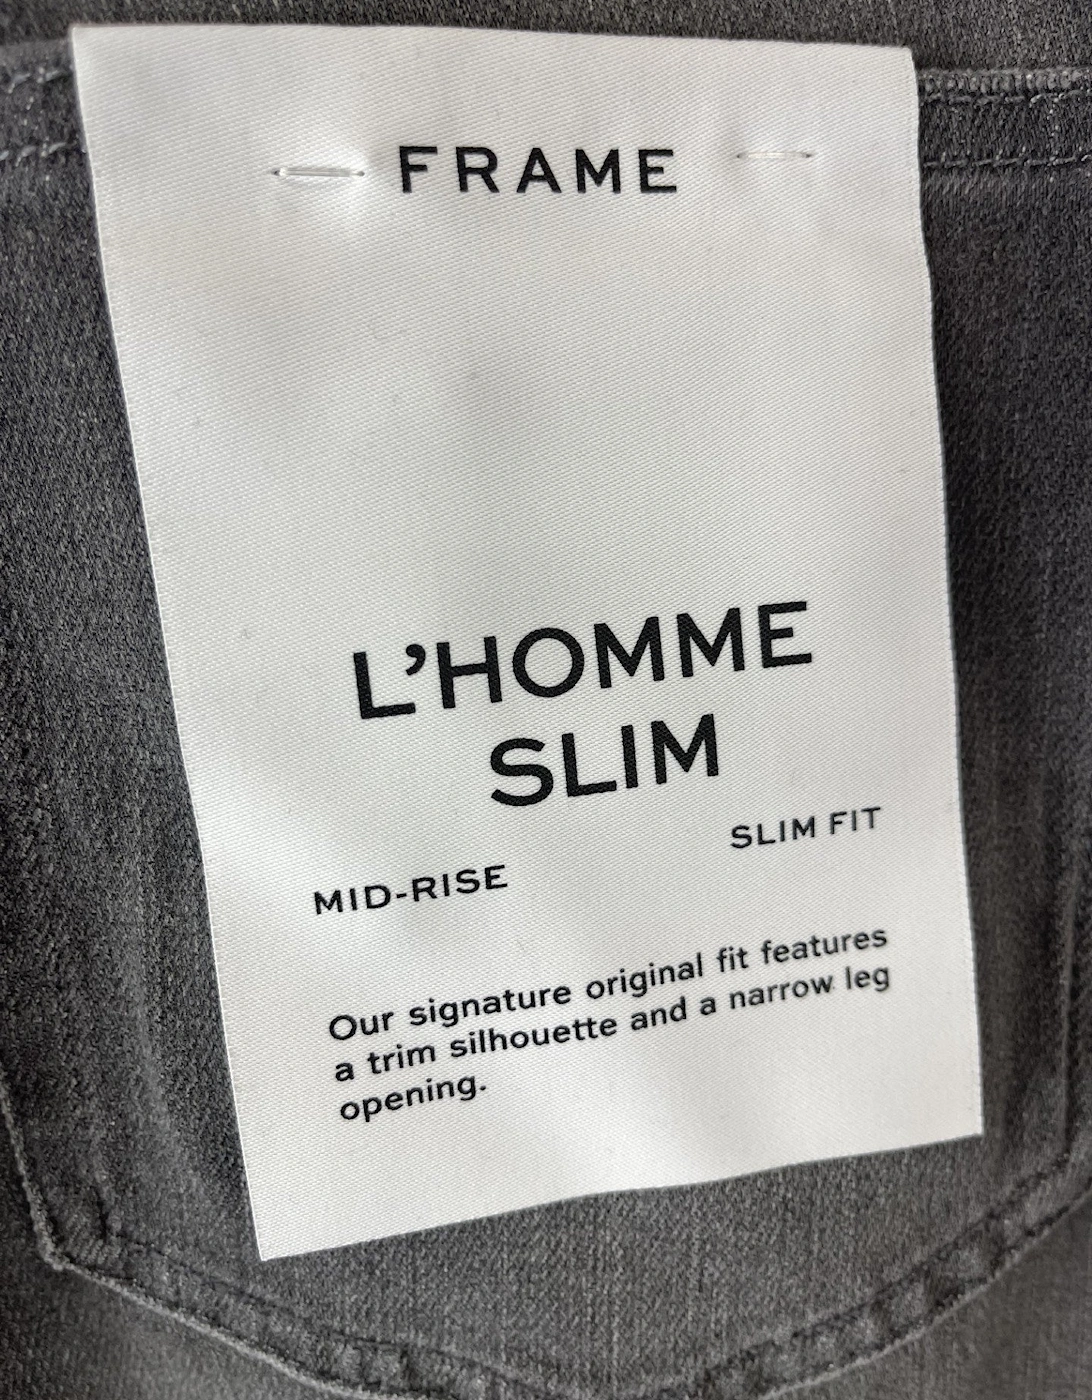 FRAME
L’HOMME
SLIM
MID-RISE SLIM FIT
Our signature original fit features
a trim silhouette and a narrow leg
opening.